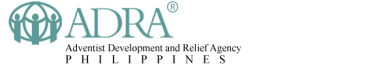 ADRA®
Adventist Development and Relief Agency
PHILIPPINES